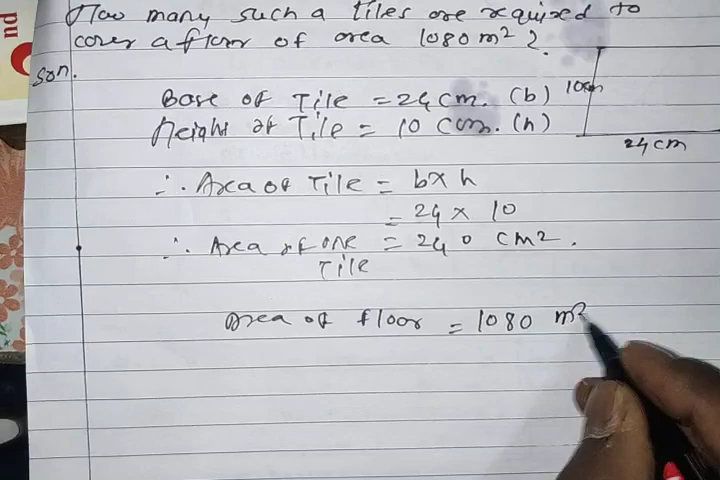 How many such a tiles are required to
cover a floor of area 1080 m² ?
Son.
Base of Tile = 24 cm. (b)
10cm
Height of Tile = 10 cm. (h)
24 cm
∴ Area of Tile = b x h
= 24 x 10
∴ Area of one = 240 cm2.
Tile
Area of floor = 1080 m²